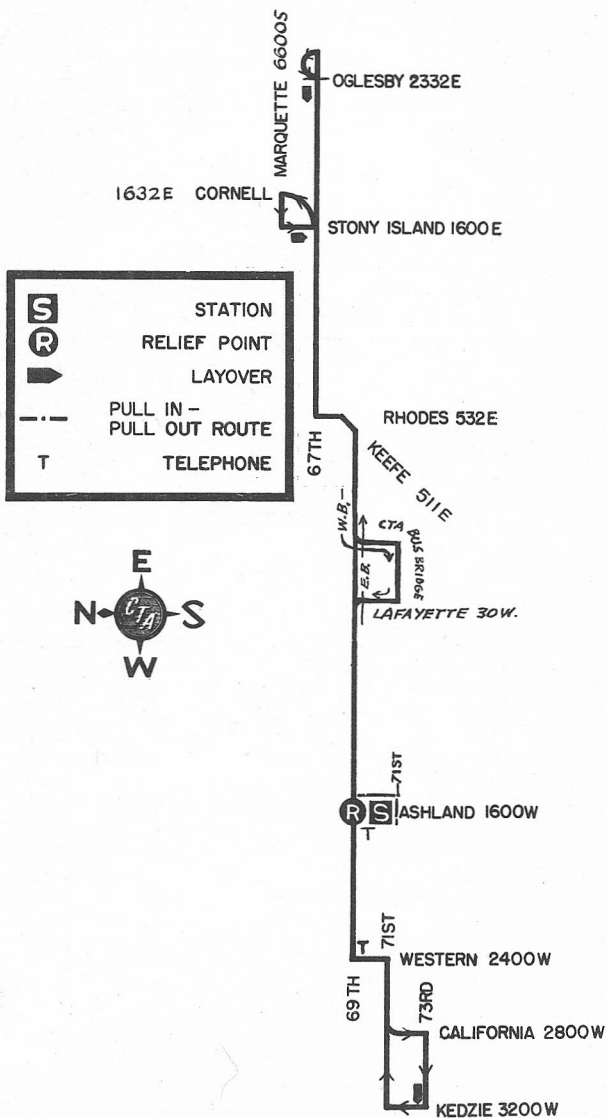 MARQUETTE 6600S
OGLESBY 2332E
1632E CORNELL
STONY ISLAND 1600E
S STATION
R RELIEF POINT
LAYOVER
PULL IN -
PULL OUT ROUTE
T TELEPHONE
67TH
RHODES 532E
KEEFE 511E
W.B.
CTA
BUS BRIDGE
E.B.
LAFAYETTE 30W.
E
N CTA S
W
71ST
R S ASHLAND 1600W
T
T
71ST
WESTERN 2400W
69TH
73RD
CALIFORNIA 2800W
KEDZIE 3200W